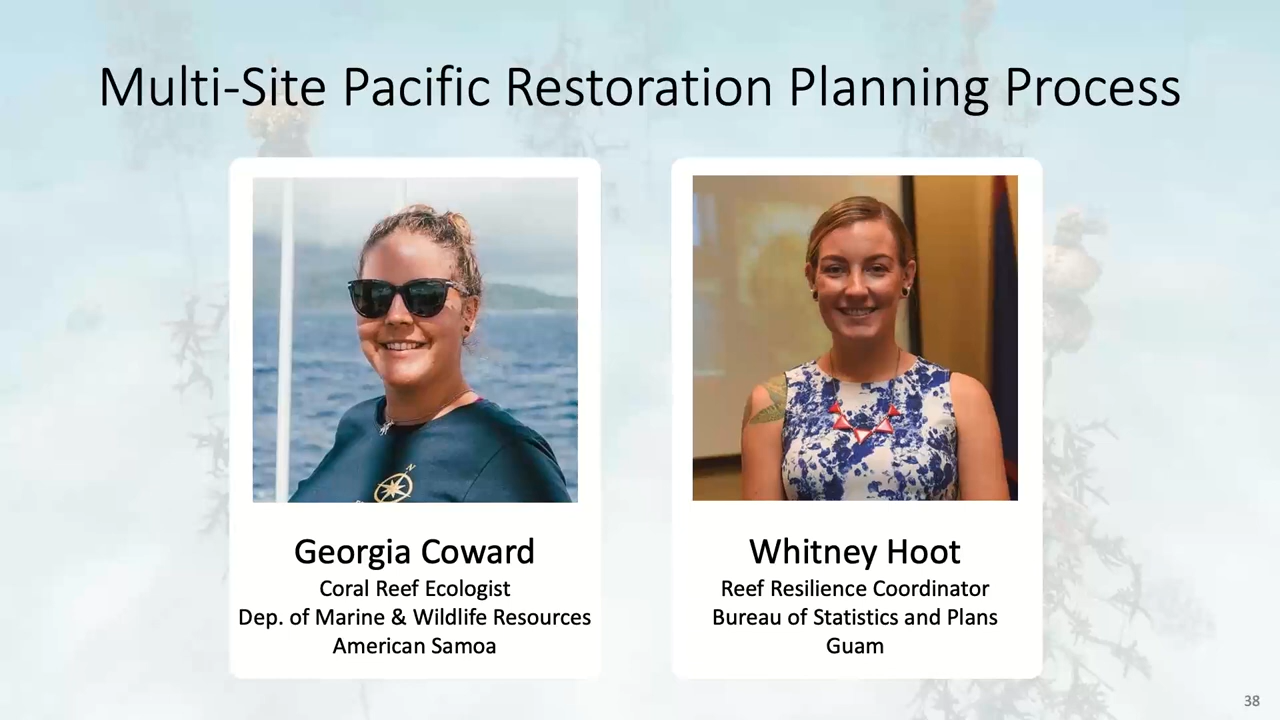 Multi-Site Pacific Restoration Planning Process
N
Georgia Coward
Coral Reef Ecologist
Dep. of Marine & Wildlife Resources
American Samoa
Whitney Hoot
Reef Resilience Coordinator
Bureau of Statistics and Plans
Guam
38